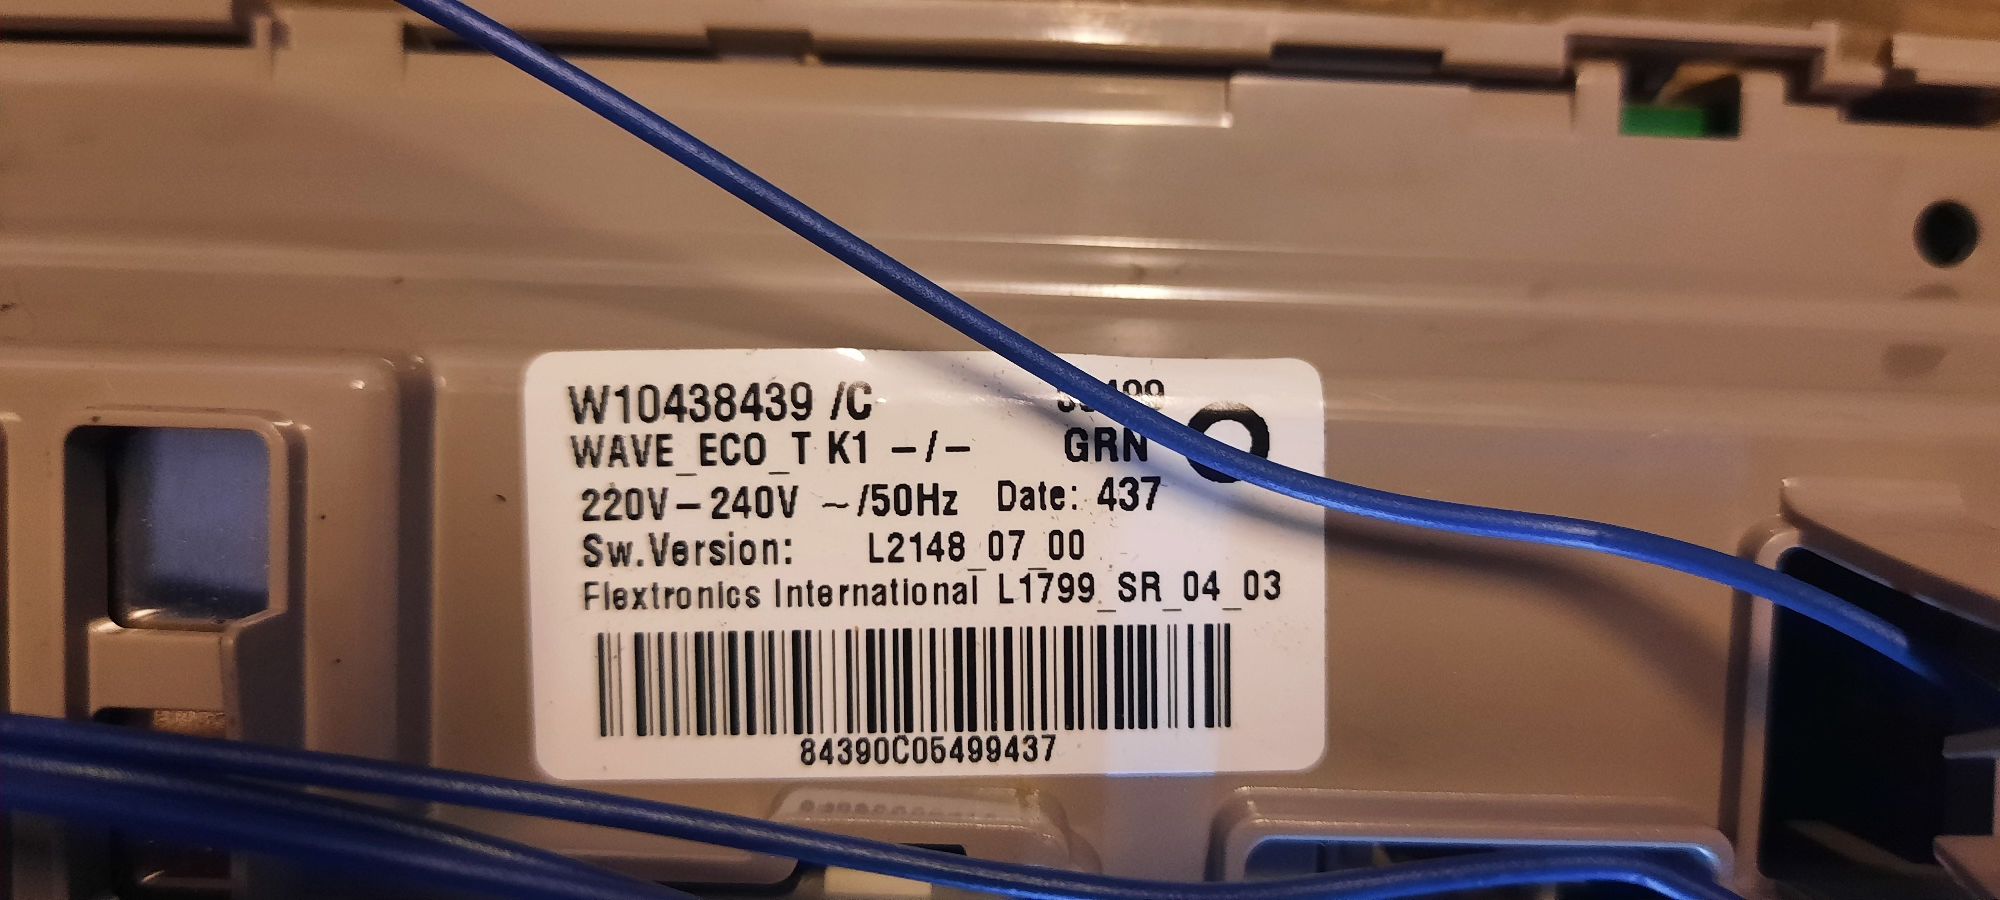 W10438439 /C
WAVE_ECO_T K1 –/– GRN
220V–240V ~/50Hz Date: 437
Sw.Version: L2148_07_00
Flextronics International L1799_SR_04_03
84390C05499437